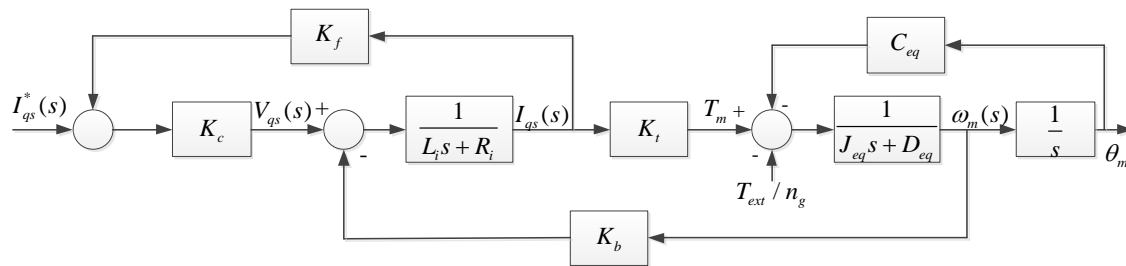 K_f
C_eq
I*_qs(s)
K_c
V_qs(s) +
-
1
L_i s + R_i
I_qs(s)
K_t
T_m +
-
-
1
J_eq s + D_eq
ω_m(s)
1
s
θ_m
T_ext / n_g
K_b